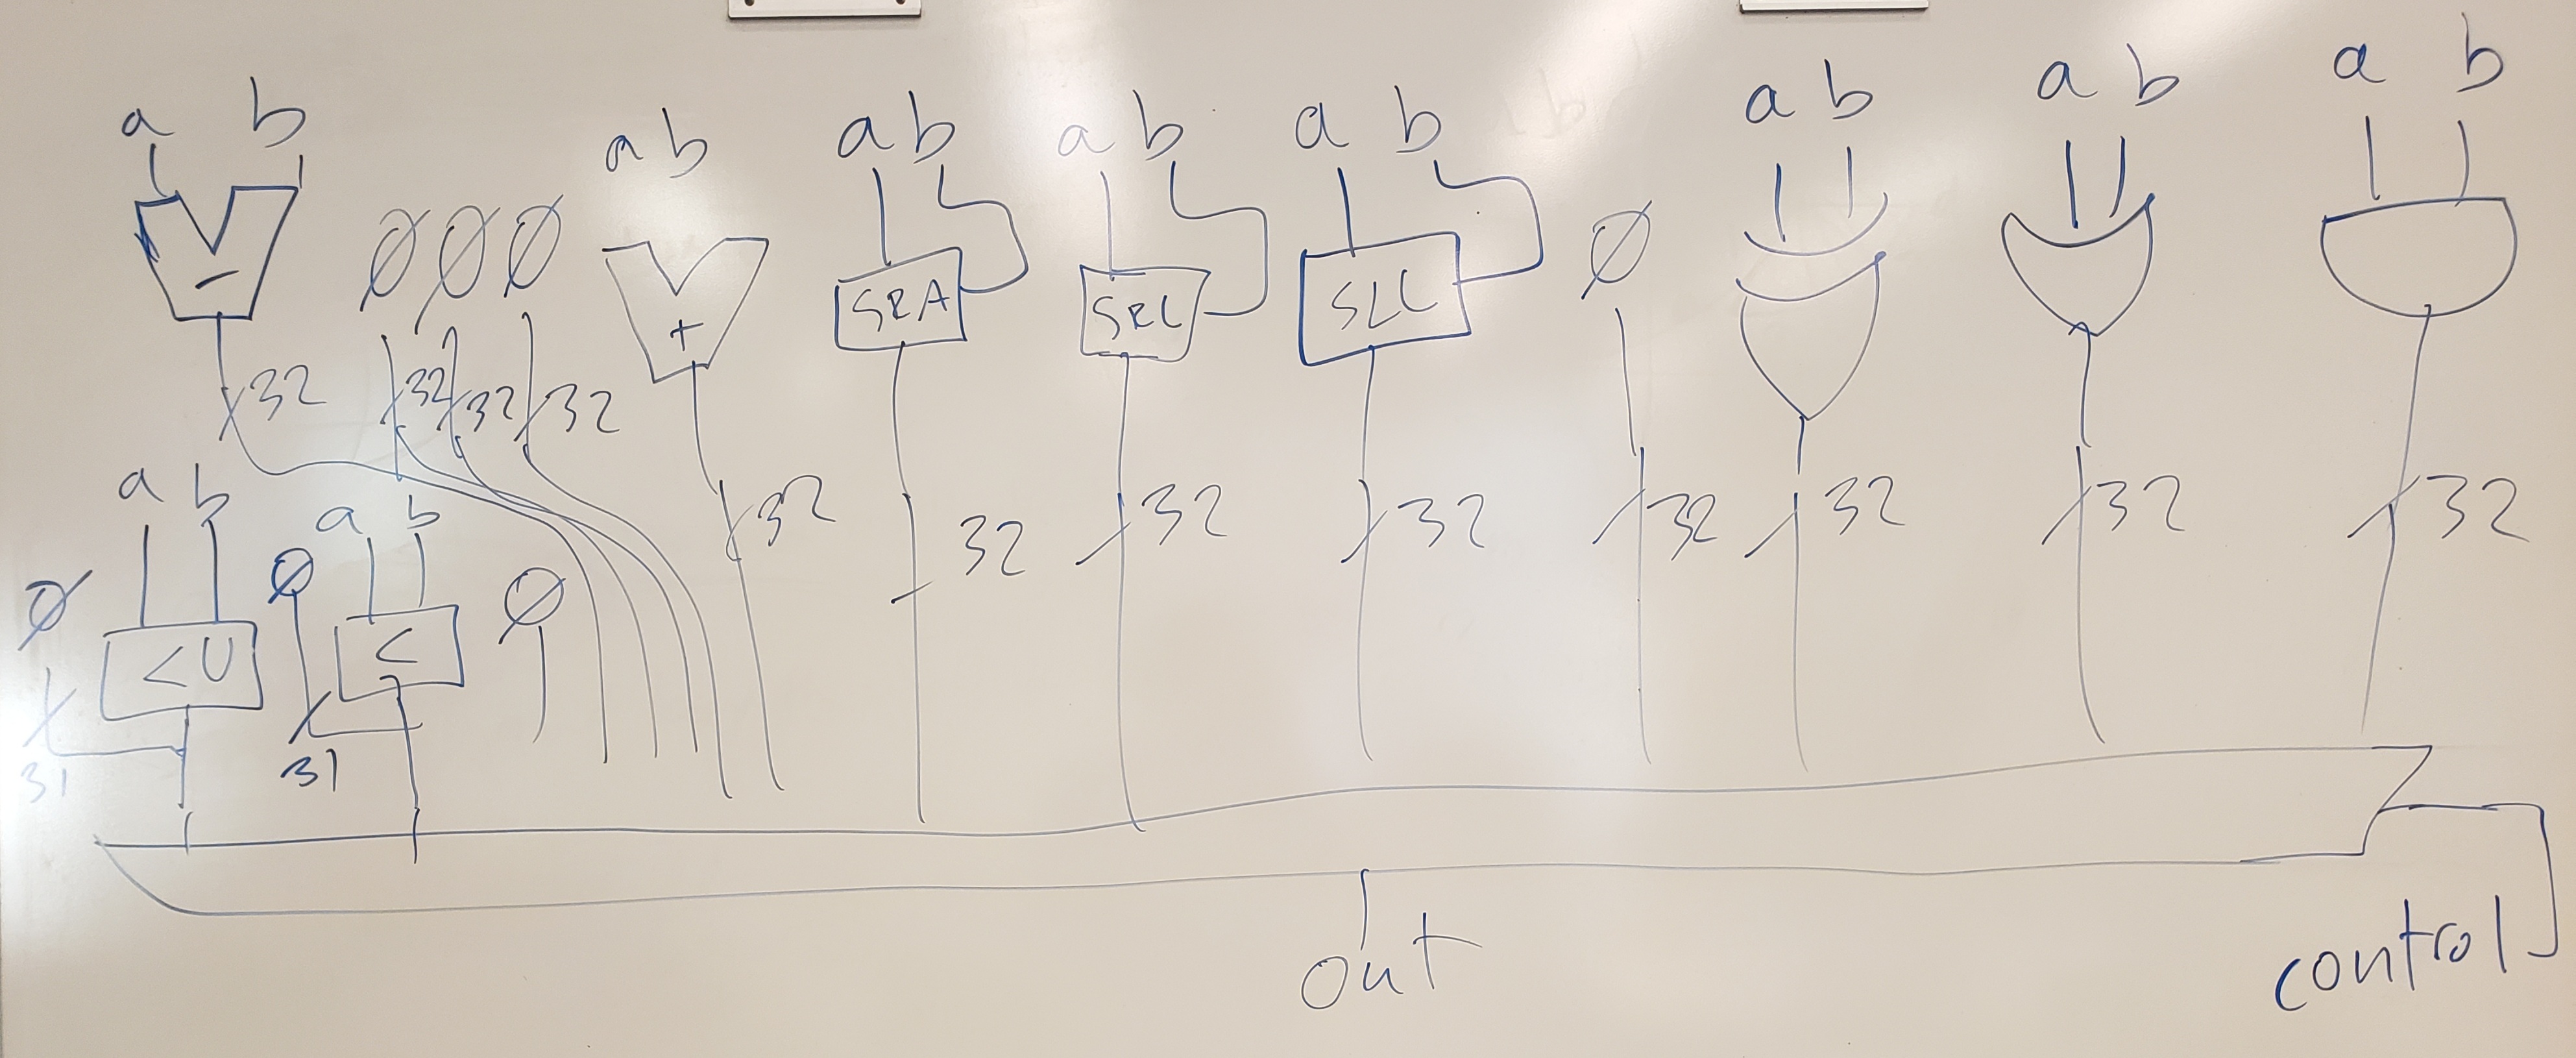 a b
a b
a b
a b
a b
a b
a b
a b
- Ø Ø Ø + SRA SRL SLL Ø
32 32 32 32
32 32 32 32 32 32 32 32
a b a b
Ø <U Ø < Ø
31 31
out control